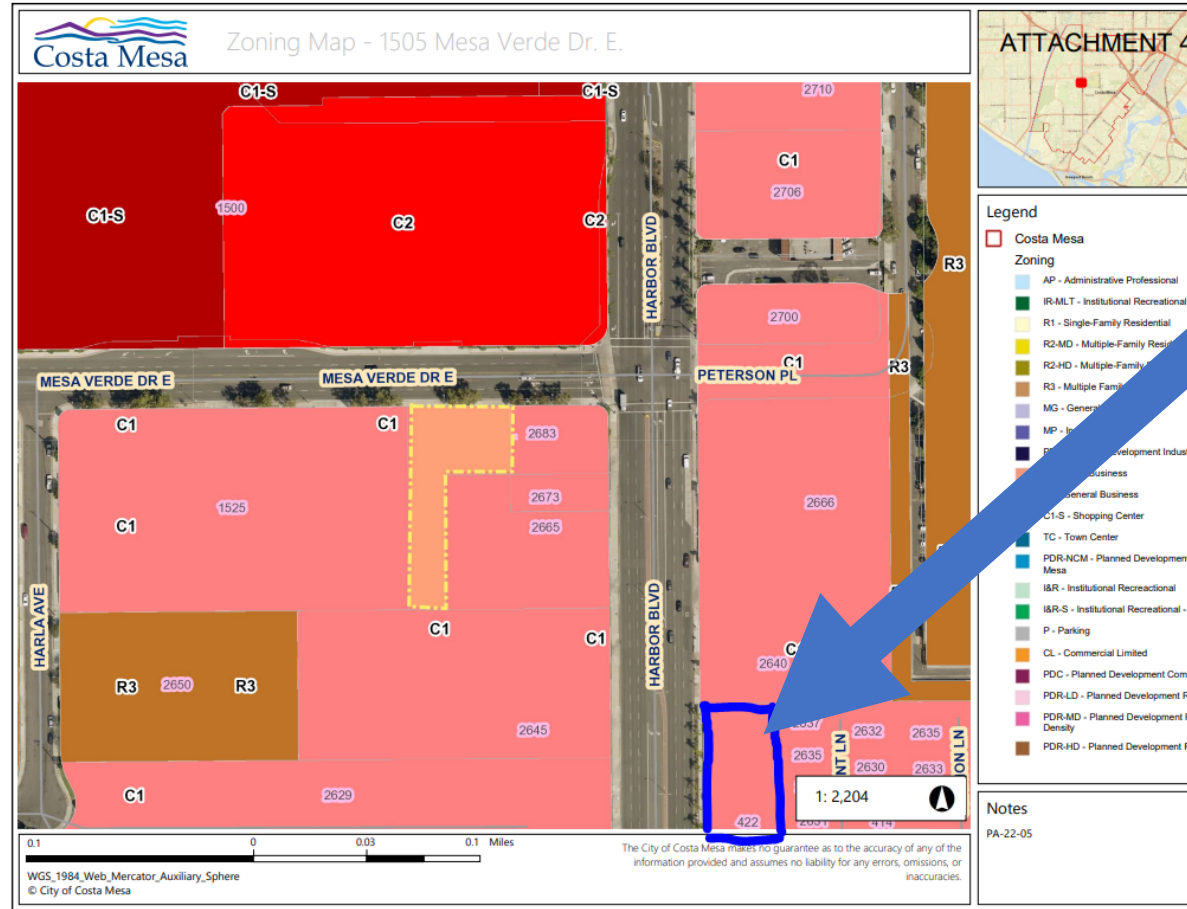 Costa Mesa
Zoning Map - 1505 Mesa Verde Dr. E.
ATTACHMENT 4
C1-S
C1-S
2710
C1
2706
C1-S
1500
C2
C2
HARBOR BLVD
R3
2700
C1
MESA VERDE DR E
MESA VERDE DR E
PETERSON PL
R3
C1
C1
2683
2673
1525
2666
C1
2665
HARLA AVE
C1
C1
HARBOR BLVD
2640
R3
2650
R3
2645
2632
2635
2635
2630
2633
C1
2629
422
1: 2,204
Legend
Costa Mesa
Zoning
AP - Administrative Professional
IR-MLT - Institutional Recreational
R1 - Single-Family Residential
R2-MD - Multiple-Family
R2-HD - Multiple-Family
R3 - Multiple
MG -
MP -
Business
General Business
C1-S - Shopping Center
TC - Town Center
PDR-NCM - Planned Development
Mesa
I&R - Institutional Recreactional
I&R-S - Institutional Recreational -
P - Parking
CL - Commercial Limited
PDC - Planned Development
PDR-LD - Planned Development
PDR-MD - Planned Development
Density
PDR-HD - Planned Development
Notes
PA-22-05
0.1 0 0.03 0.1 Miles
WGS_1984_Web_Mercator_Auxiliary_Sphere
© City of Costa Mesa
The City of Costa Mesa makes no guarantee as to the accuracy of any of the
information provided and assumes no liability for any errors, omissions, or
inaccuracies.